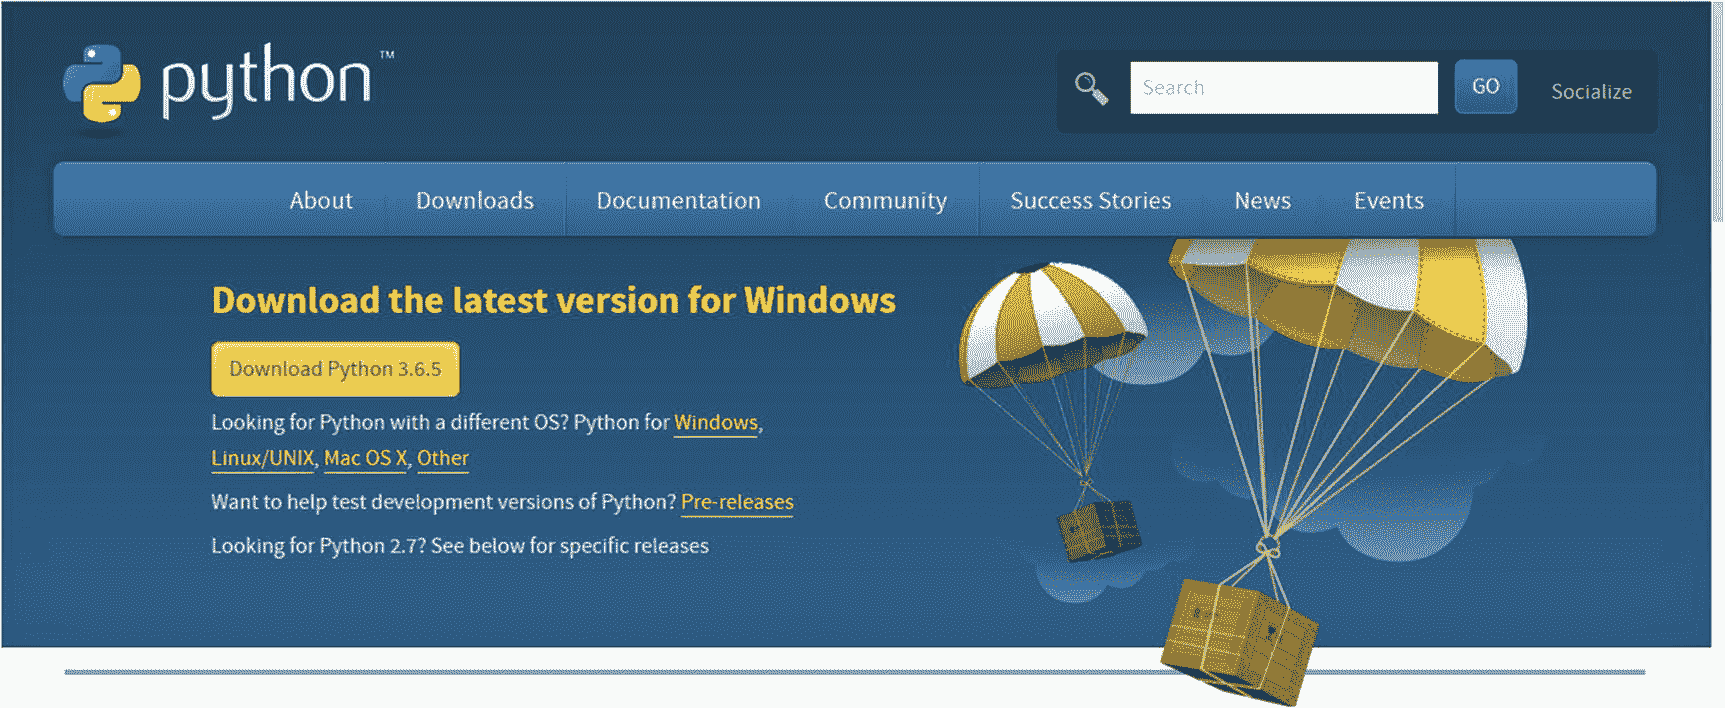 python™
Search
GO
Socialize
About Downloads Documentation Community Success Stories News Events
Download the latest version for Windows
Download Python 3.6.5
Looking for Python with a different OS? Python for Windows,
Linux/UNIX, Mac OS X, Other
Want to help test development versions of Python? Pre-releases
Looking for Python 2.7? See below for specific releases